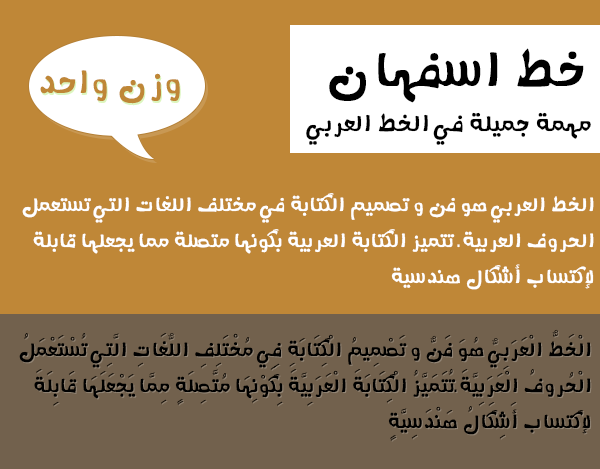 خط اسفهان
مهمة جميلة في الخط العربي
وزن واحد
الخط العربي هو فن و تصميم الكتابة في مختلف اللغات التي تستعمل
الحروف العربية. تتميز الكتابة العربية بكونها متصلة مما يجعلها قابلة
لإكتساب أشكال هندسية
الْخَطُّ الْعَرَبِيُّ هُوَ فَنٌّ و تَصْمِيمُ الْكِتَابَةِ فِي مُخْتَلِفِ اللُّغَاتِ الَّتِي تُسْتَعْمَلُ
الْحُرُوفُ الْعَرَبِيَّةَ. تُتَمَيَّزُ الْكِتَابَةَ الْعَرَبِيَّةَ بِكَوْنِهَا مُتَّصِلَةٍ مِمَّا يَجْعَلَهَا قَابِلَةَ
لإكتساب أَشِكَالُ هَنْدَسِيَّةٍ